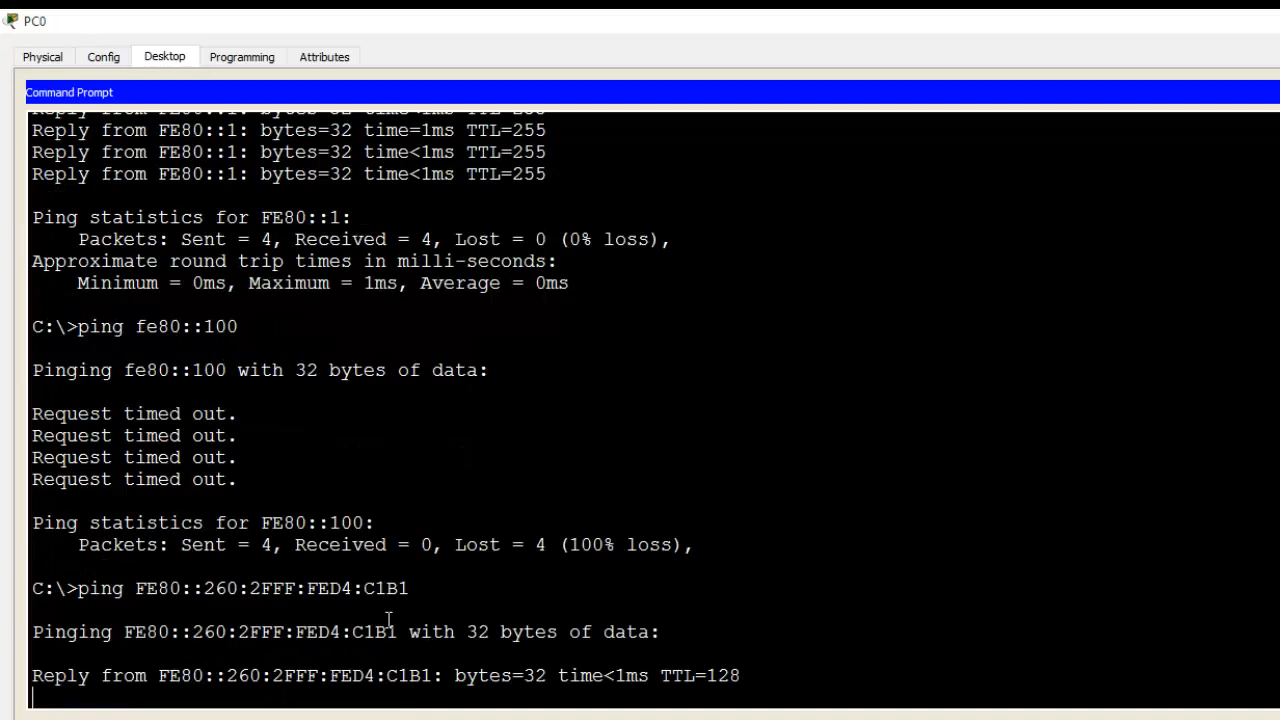 PC0
Physical Config Desktop Programming Attributes
Command Prompt
Reply from FE80::1: bytes=32
Reply from FE80::1: bytes=32 time=1ms TTL=255
Reply from FE80::1: bytes=32 time<1ms TTL=255
Reply from FE80::1: bytes=32 time<1ms TTL=255
Ping statistics for FE80::1:
Packets: Sent = 4, Received = 4, Lost = 0 (0% loss),
Approximate round trip times in milli-seconds:
Minimum = 0ms, Maximum = 1ms, Average = 0ms
C:\>ping fe80::100
Pinging fe80::100 with 32 bytes of data:
Request timed out.
Request timed out.
Request timed out.
Request timed out.
Ping statistics for FE80::100:
Packets: Sent = 4, Received = 0, Lost = 4 (100% loss),
C:\>ping FE80::260:2FFF:FED4:C1B1
Pinging FE80::260:2FFF:FED4:C1B1 with 32 bytes of data:
Reply from FE80::260:2FFF:FED4:C1B1: bytes=32 time<1ms TTL=128